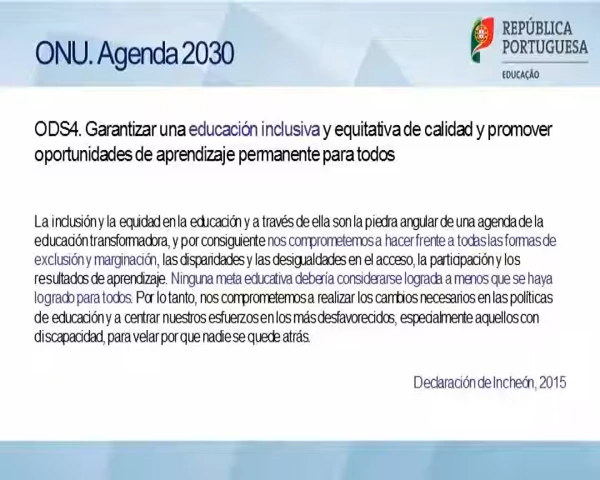 ONU. Agenda 2030
REPÚBLICA
PORTUGUESA
EDUCAÇÃO
ODS4. Garantizar una educación inclusiva y equitativa de calidad y promover
oportunidades de aprendizaje permanente para todos
La inclusión y la equidad en la educación y a través de ella son la piedra angular de una agenda de la
educación transformadora, y por consiguiente nos comprometemos a hacer frente a todas las formas de
exclusión y marginación, las disparidades y las desigualdades en el acceso, la participación y los
resultados de aprendizaje. Ninguna meta educativa debería considerarse lograda a menos que se haya
logrado para todos. Por lo tanto, nos comprometemos a realizar los cambios necesarios en las políticas
de educación y a centrar nuestros esfuerzos en los más desfavorecidos, especialmente aquellos con
discapacidad, para velar por que nadie se quede atrás.
Declaración de Incheón, 2015